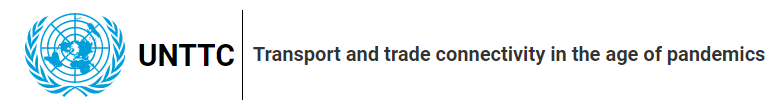 UNTTC
Transport and trade connectivity in the age of pandemics